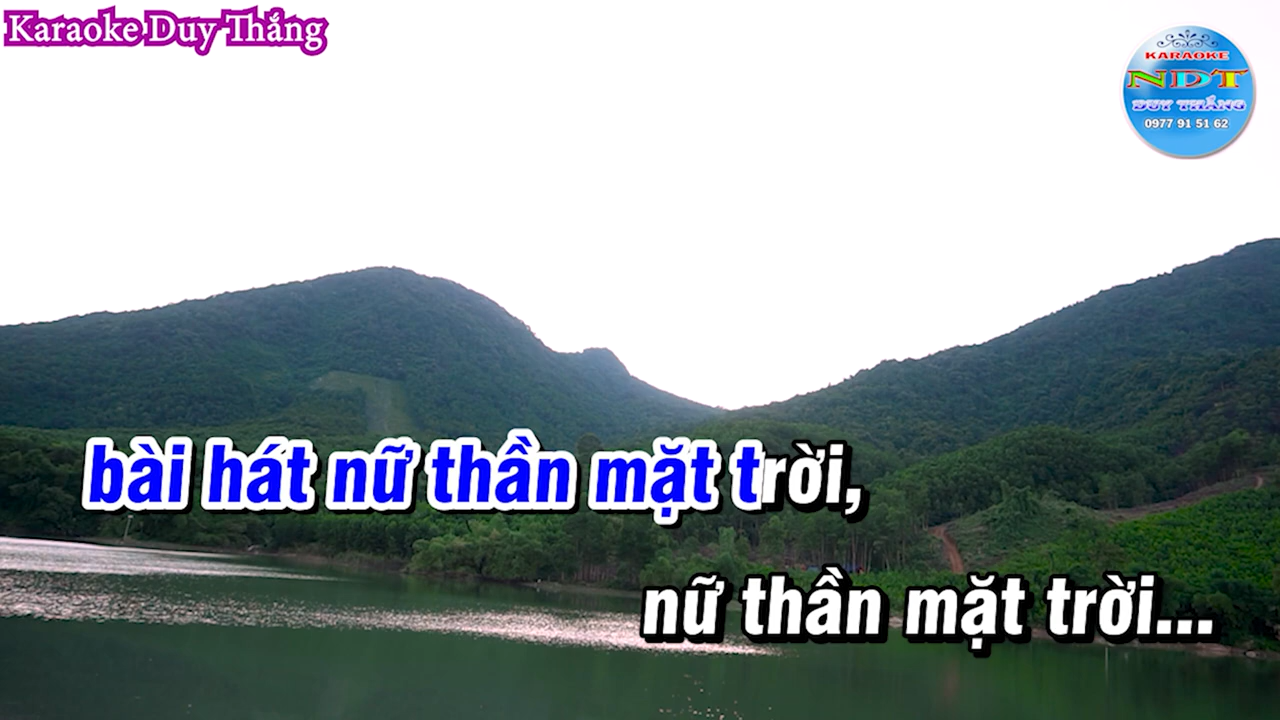 Karaoke Duy Thắng
KARAOKE
NDT
DUY THẮNG
0977 91 51 62
bài hát nữ thần mặt trời,
nữ thần mặt trời...